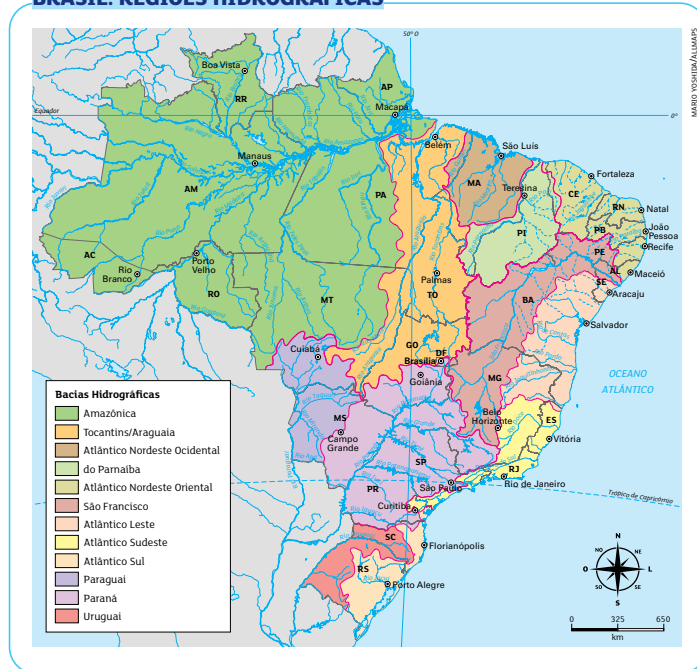 BRASIL: REGIÕES HIDROGRÁFICAS
MARIO YOSHIDA/ALLMAPS
50º O
Boa Vista
AP
RR
Macapá
Equador
0º
Rio Negro
Belém
São Luís
Manaus
Fortaleza
AM
PA
MA
Teresina
CE
RN
Natal
PB
João
Pessoa
PI
Recife
PE
AC
Porto
Velho
AL
Maceió
Rio
Branco
Palmas
SE
RO
TO
Aracaju
MT
BA
Salvador
Cuiabá
GO
DF
Brasília
Goiânia
OCEANO
ATLÂNTICO
MG
Belo
Horizonte
MS
Campo
Grande
ES
Vitória
SP
RJ
São Paulo
Rio de Janeiro
PR
Trópico de Capricórnio
Curitiba
SC
Florianópolis
RS
Porto Alegre
Bacias Hidrográficas
Amazônica
Tocantins/Araguaia
Atlântico Nordeste Ocidental
do Parnaíba
Atlântico Nordeste Oriental
São Francisco
Atlântico Leste
Atlântico Sudeste
Atlântico Sul
Paraguai
Paraná
Uruguai
N
NO
NE
O
L
SO
SE
S
0 325 650
km